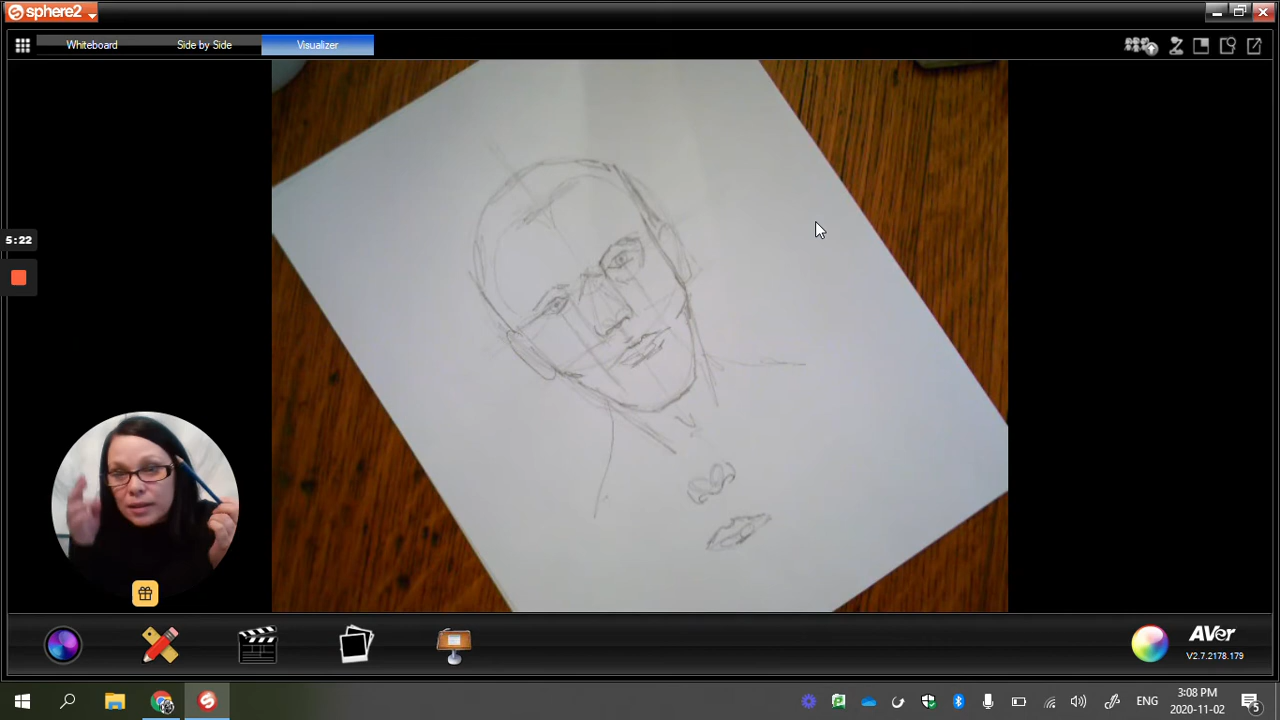 sphere2
Whiteboard
Side by Side
Visualizer
5:22
AVer
V2.7.2178.179
ENG
3:08 PM
2020-11-02
5